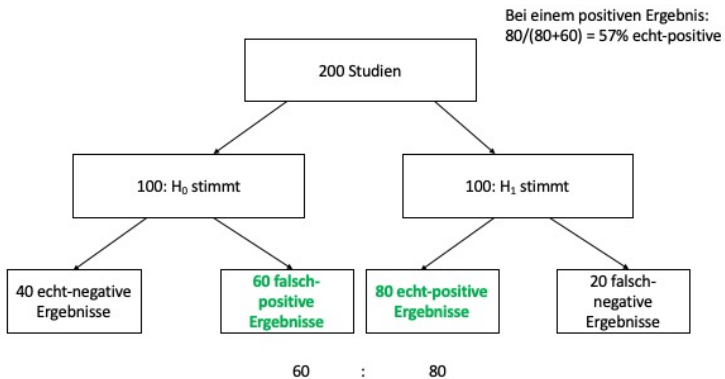 Bei einem positiven Ergebnis:
80/(80+60) = 57% echt-positive
200 Studien
100: H₀ stimmt
100: H₁ stimmt
40 echt-negative
Ergebnisse
60 falsch-
positive
Ergebnisse
80 echt-positive
Ergebnisse
20 falsch-
negative
Ergebnisse
60 : 80